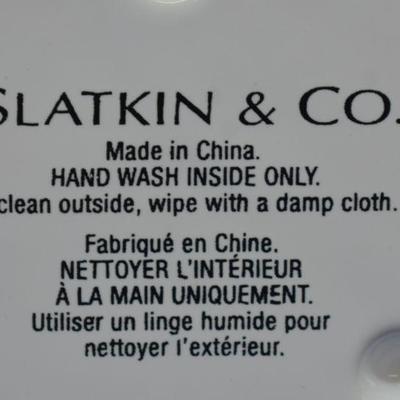 SLATKIN & CO.
Made in China.
HAND WASH INSIDE ONLY.
clean outside, wipe with a damp cloth.
Fabriqué en Chine.
NETTOYER L'INTÉRIEUR
À LA MAIN UNIQUEMENT.
Utiliser un linge humide pour
nettoyer l'extérieur.